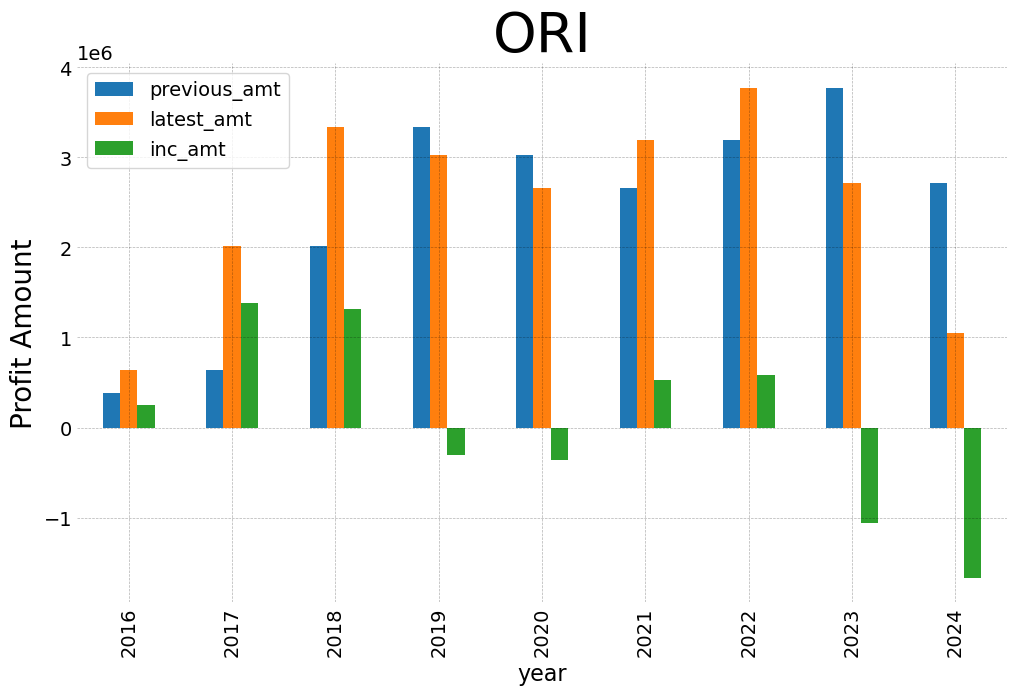 ORI
1e6
previous_amt
latest_amt
inc_amt
Profit Amount
4
3
2
1
0
−1
2016 2017 2018 2019 2020 2021 2022 2023 2024
year